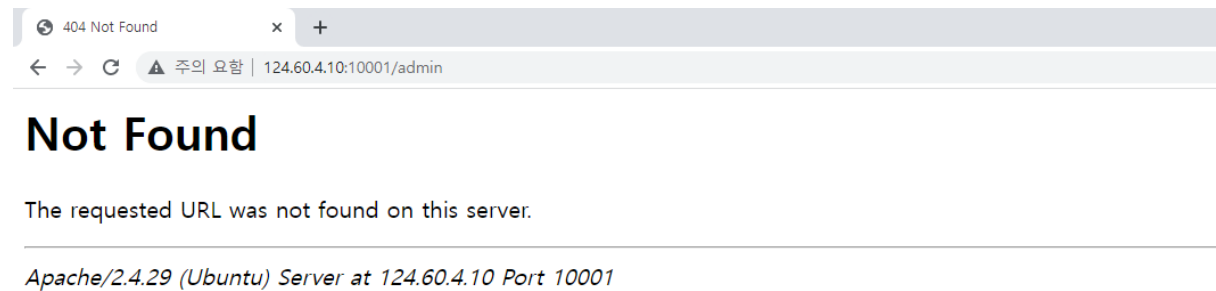 404 Not Found
주의 요함 | 124.60.4.10:10001/admin
Not Found
The requested URL was not found on this server.
Apache/2.4.29 (Ubuntu) Server at 124.60.4.10 Port 10001